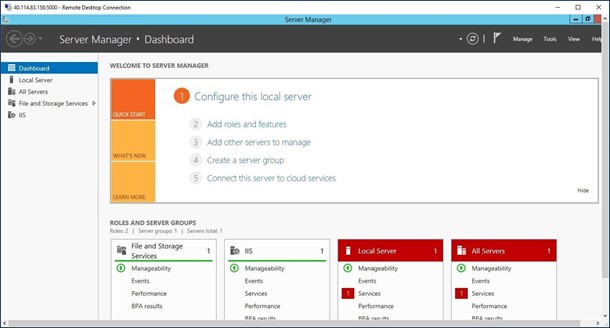 40.114.83.150:5000 - Remote Desktop Connection
Server Manager
Server Manager • Dashboard
Manage Tools View Help
Dashboard
Local Server
All Servers
File and Storage Services
IIS
WELCOME TO SERVER MANAGER
QUICK START
WHAT'S NEW
LEARN MORE
1 Configure this local server
2 Add roles and features
3 Add other servers to manage
4 Create a server group
5 Connect this server to cloud services
Hide
ROLES AND SERVER GROUPS
Roles: 2 | Server groups: 1 | Servers total: 1
File and Storage Services 1
Manageability
Events
Performance
BPA results
IIS 1
Manageability
Events
Services
Performance
BPA results
Local Server 1
Manageability
Events
1 Services
Performance
BPA results
All Servers 1
Manageability
Events
1 Services
Performance
BPA results